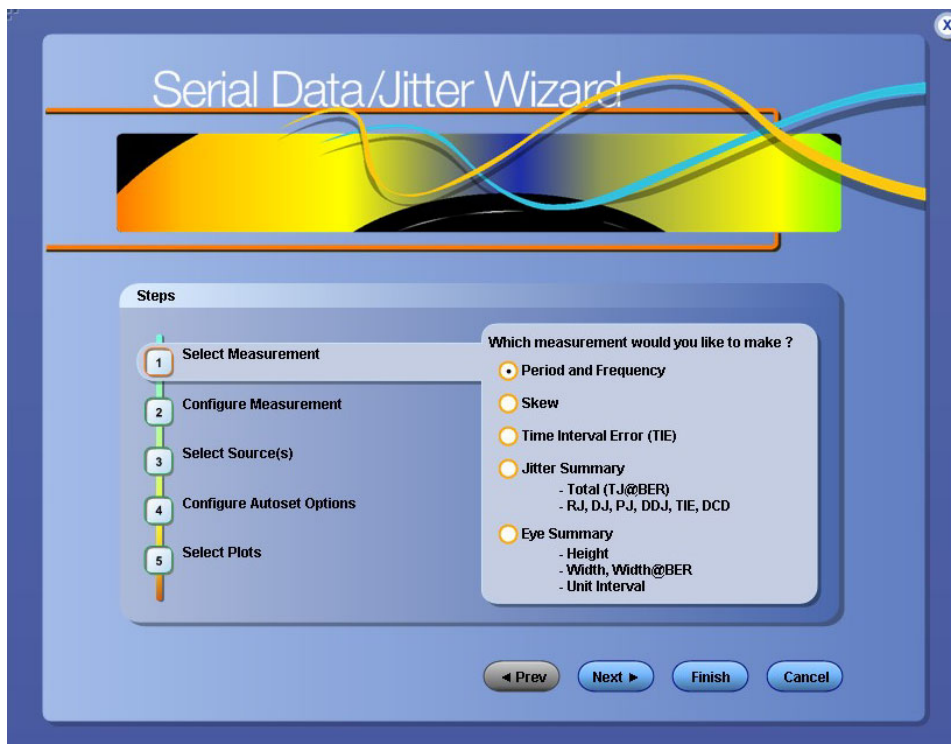 X
Serial Data/Jitter Wizard
Steps
1 Select Measurement
2 Configure Measurement
3 Select Source(s)
4 Configure Autoset Options
5 Select Plots
Which measurement would you like to make ?
Period and Frequency
Skew
Time Interval Error (TIE)
Jitter Summary
- Total (TJ@BER)
- RJ, DJ, PJ, DDJ, TIE, DCD
Eye Summary
- Height
- Width, Width@BER
- Unit Interval
◄ Prev Next ► Finish Cancel